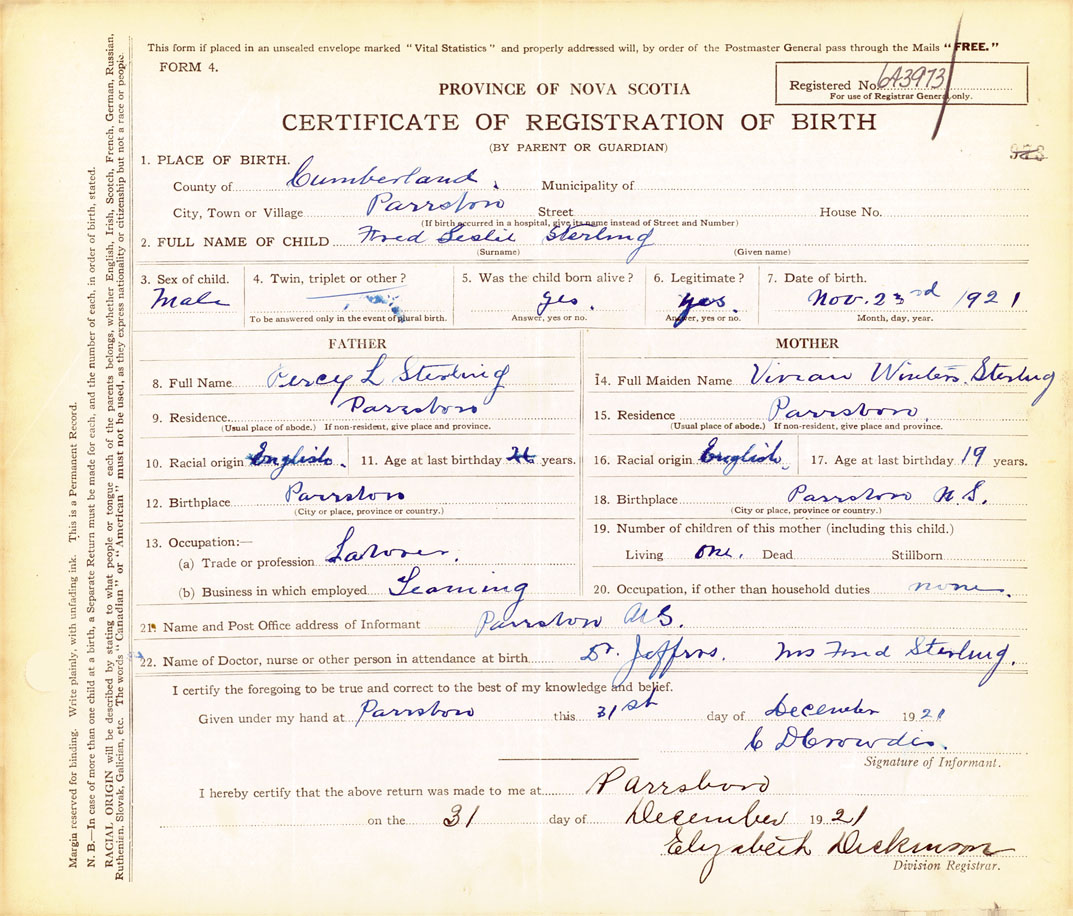 This form if placed in an unsealed envelope marked "Vital Statistics" and properly addressed will, by order of the Postmaster General pass through the Mails "FREE."
FORM 4.
Registered No. 6A3973
For use of Registrar General only.
PROVINCE OF NOVA SCOTIA
CERTIFICATE OF REGISTRATION OF BIRTH
(BY PARENT OR GUARDIAN)
1. PLACE OF BIRTH.
County of Cumberland. Municipality of
City, Town or Village Parrsboro Street House No.
(If birth occurred in a hospital, give its name instead of Street and Number)
2. FULL NAME OF CHILD Fred Leslie Sterling
(Surname) (Given name)
3. Sex of child. 4. Twin, triplet or other? 5. Was the child born alive? 6. Legitimate? 7. Date of birth.
Male yes. yes. Nov. 23rd 1921
To be answered only in the event of plural birth. Answer, yes or no. Answer, yes or no. Month, day, year.
FATHER MOTHER
8. Full Name Percy L Sterling 14. Full Maiden Name Vivian Winters. Sterling
9. Residence Parrsboro 15. Residence Parrsboro.
(Usual place of abode.) If non-resident, give place and province. (Usual place of abode.) If non-resident, give place and province.
10. Racial origin English. 11. Age at last birthday years. 16. Racial origin English. 17. Age at last birthday 19 years.
12. Birthplace Parrsboro 18. Birthplace Parrsboro N.S.
(City or place, province or country.) (City or place, province or country.)
13. Occupation:— 19. Number of children of this mother (including this child.)
(a) Trade or profession Laborer. Living one. Dead Stillborn
(b) Business in which employed Teaming 20. Occupation, if other than household duties none.
21. Name and Post Office address of Informant Parrsboro N.S.
22. Name of Doctor, nurse or other person in attendance at birth Dr. Jeffros. Mrs Fred Sterling.
I certify the foregoing to be true and correct to the best of my knowledge and belief.
Given under my hand at Parrsboro this 31st day of December 1921
C D Crowdis.
Signature of Informant.
I hereby certify that the above return was made to me at Parrsboro
on the 31 day of December 1921
Elizabeth Dickinson
Division Registrar.
Margin reserved for binding. Write plainly, with unfading ink. This is a Permanent Record.
N. B.—In case of more than one child at a birth, a Separate Return must be made for each, and the number of each, in order of birth, stated.
RACIAL ORIGIN will be described by stating to what people or tongue each of the parents belongs, whether English, Irish, Scotch, French, German, Russian,
Ruthenian, Slovak, Galician, etc. The words "Canadian" or "American" must not be used, as they express nationality or citizenship but not a race or people.